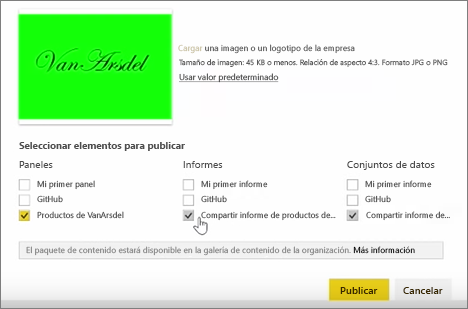 VanArsdel
Cargar una imagen o un logotipo de la empresa
Tamaño de imagen: 45 KB o menos. Relación de aspecto 4:3. Formato JPG o PNG
Usar valor predeterminado
Seleccionar elementos para publicar
Paneles
Mi primer panel
GitHub
Productos de VanArsdel
Informes
Mi primer informe
GitHub
Compartir informe de productos de...
Conjuntos de datos
Mi primer informe
GitHub
Compartir informe de...
El paquete de contenido estará disponible en la galería de contenido de la organización. Más información
Publicar
Cancelar